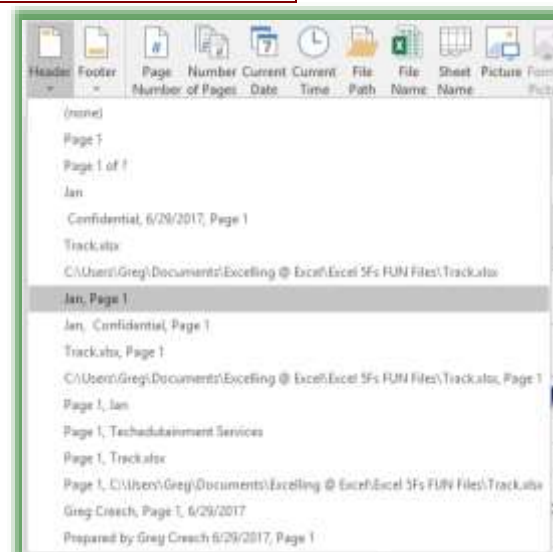 Header Footer Page Number Current Current File File Sheet Picture
Number of Pages Date Time Path Name Name
(none)
Page 1
Page 1 of ?
Jan
Confidential, 6/29/2017, Page 1
Track.xlsx
C:\Users\Greg\Documents\Excelling @ Excel\Excel 5Fs FUN Files\Track.xlsx
Jan, Page 1
Jan, Confidential, Page 1
Track.xlsx, Page 1
C:\Users\Greg\Documents\Excelling @ Excel\Excel 5Fs FUN Files\Track.xlsx, Page 1
Page 1, Jan
Page 1, Techedutainment Services
Page 1, Track.xlsx
Page 1, C:\Users\Greg\Documents\Excelling @ Excel\Excel 5Fs FUN Files\Track.xlsx
Greg Creech, Page 1, 6/29/2017
Prepared by Greg Creech 6/29/2017, Page 1